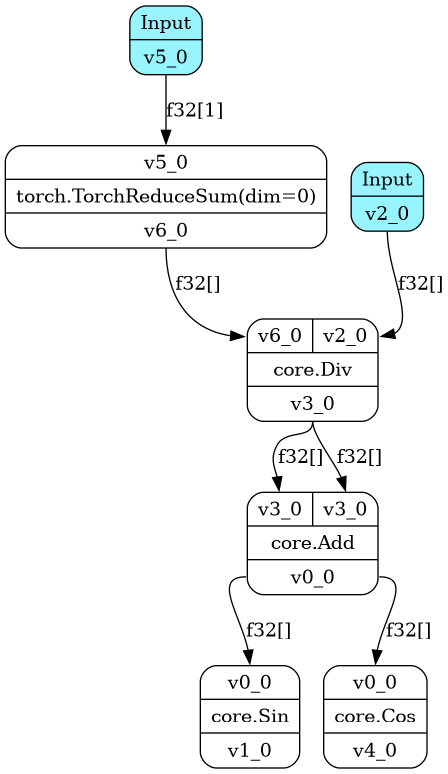 Input
v5_0
f32[1]
v5_0
torch.TorchReduceSum(dim=0)
v6_0
Input
v2_0
f32[]
f32[]
v6_0 v2_0
core.Div
v3_0
f32[] f32[]
v3_0 v3_0
core.Add
v0_0
f32[] f32[]
v0_0
core.Sin
v1_0
v0_0
core.Cos
v4_0